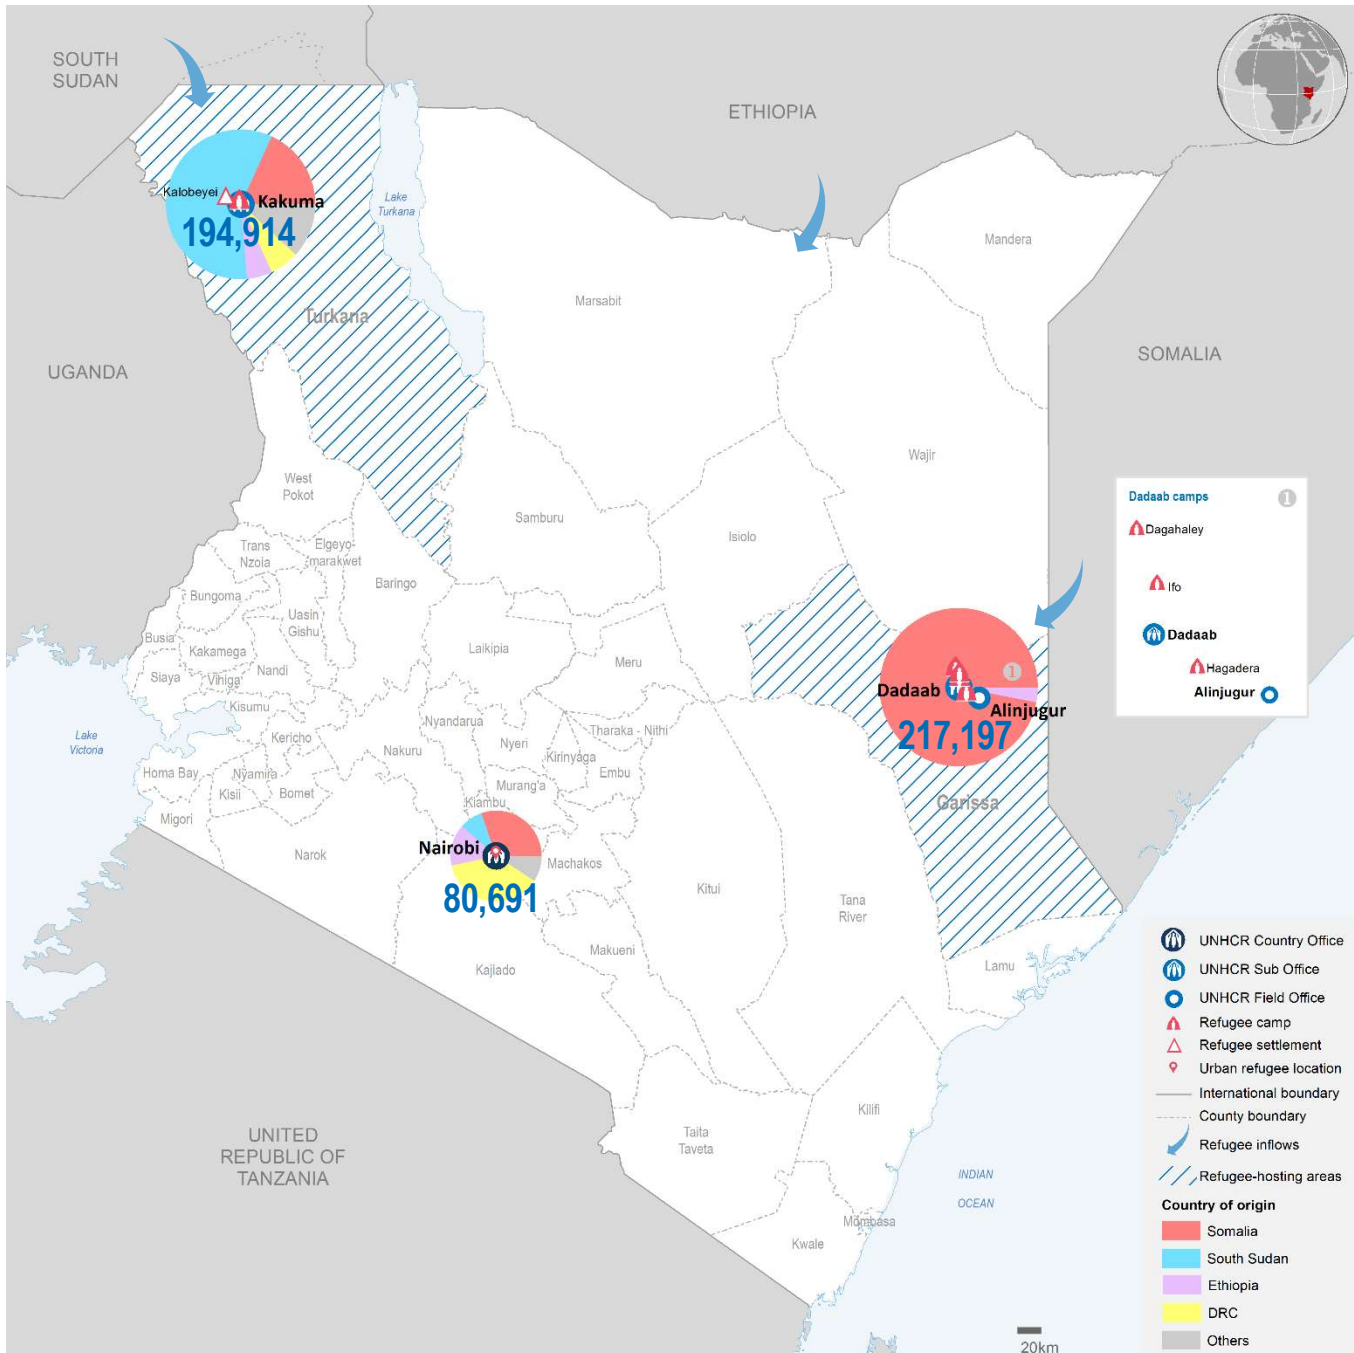 SOUTH
SUDAN
ETHIOPIA
Kalobeyei
Kakuma
194,914
Lake
Turkana
Mandera
Marsabit
Turkana
UGANDA
SOMALIA
Wajir
West
Pokot
Samburu
Isiolo
Trans
Nzoia
Elgeyo-
marakwet
Baringo
Bungoma
Uasin
Gishu
Busia
Kakamega
Laikipia
Meru
Siaya
Vihiga
Nandi
Kisumu
Lake
Victoria
Kericho
Nyandarua
Nakuru
Nyeri
Tharaka - Nithi
Kirinyaga
Embu
Homa Bay
Nyamira
Kisii
Bomet
Murang'a
Kiambu
Migori
Narok
Nairobi
80,691
Machakos
Kitui
Tana
River
Makueni
Kajiado
Dadaab
1
Alinjugur
217,197
Garissa
Lamu
Kilifi
Taita
Taveta
Mombasa
Kwale
UNITED
REPUBLIC OF
TANZANIA
INDIAN
OCEAN
Dadaab camps
1
Dagahaley
Ifo
Dadaab
Hagadera
Alinjugur
UNHCR Country Office
UNHCR Sub Office
UNHCR Field Office
Refugee camp
Refugee settlement
Urban refugee location
International boundary
County boundary
Refugee inflows
Refugee-hosting areas
Country of origin
Somalia
South Sudan
Ethiopia
DRC
Others
20km